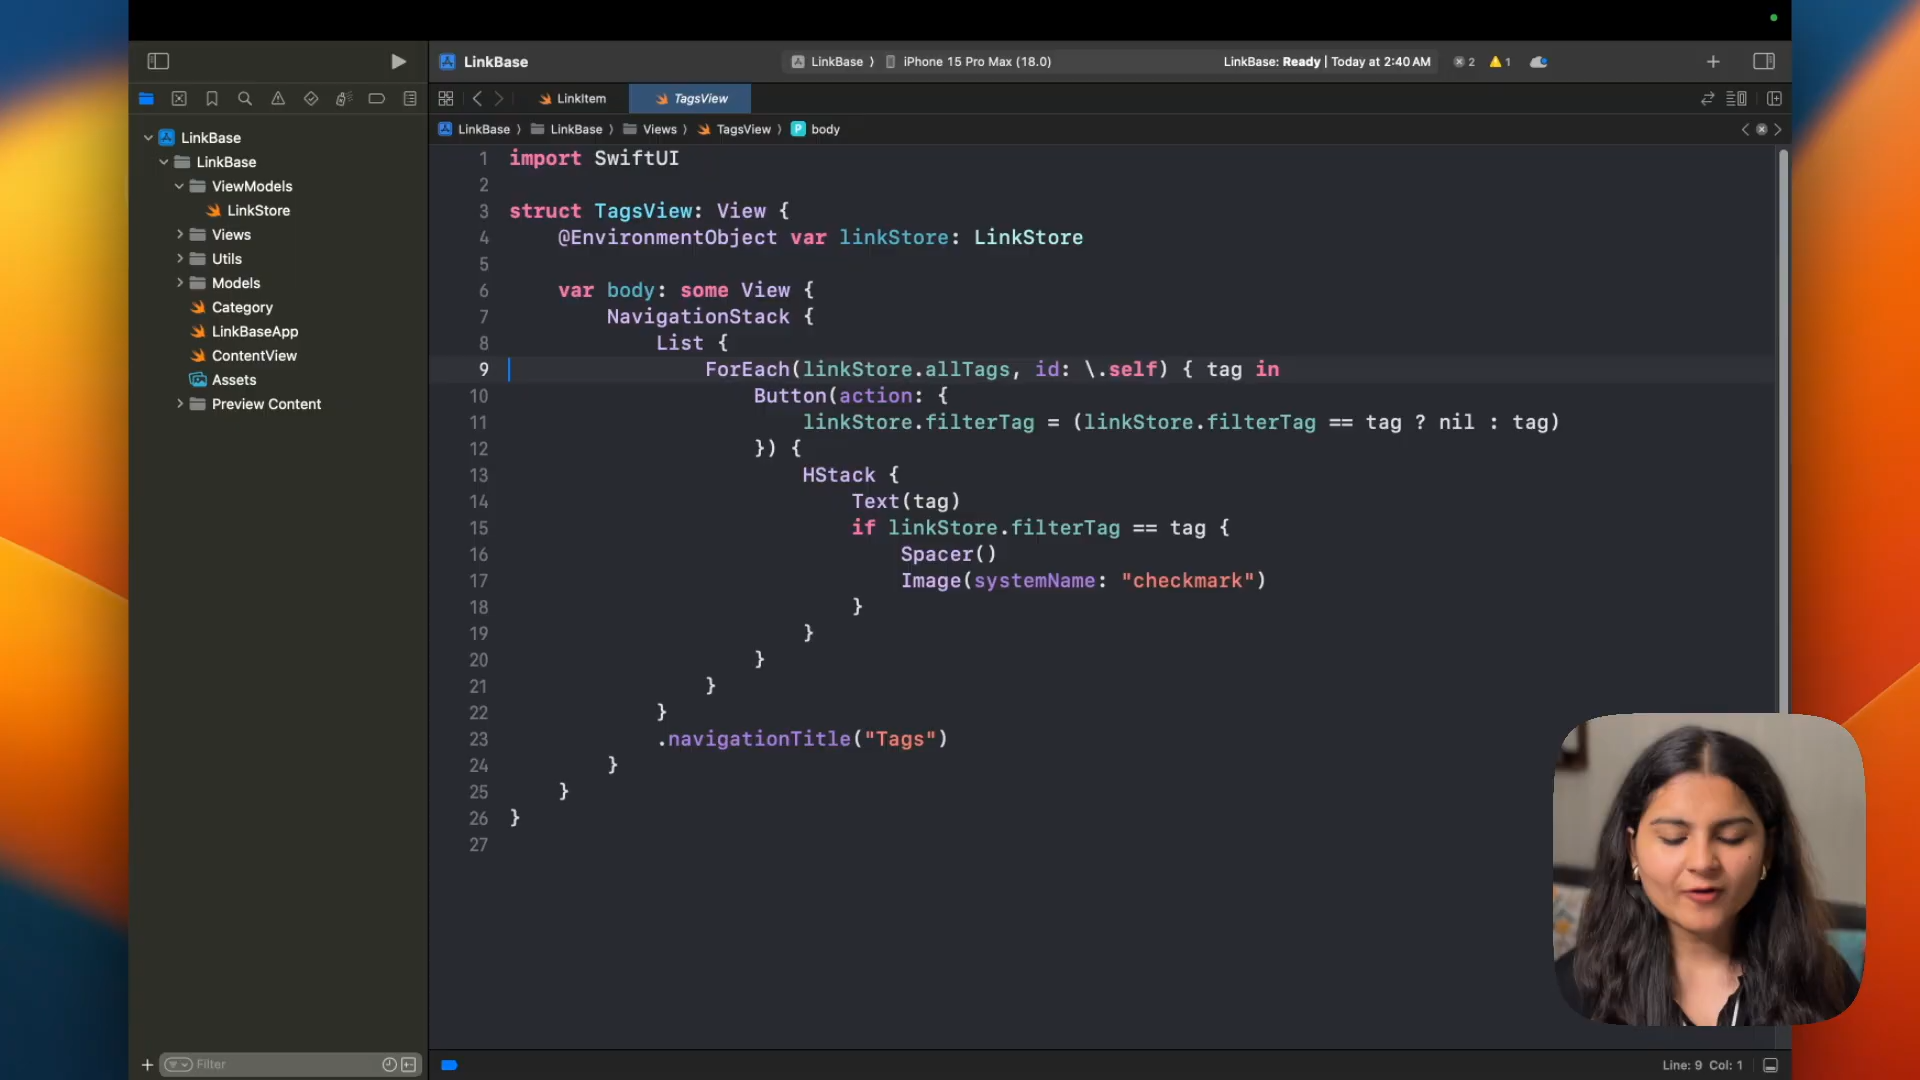 LinkBase
LinkBase ⟩ iPhone 15 Pro Max (18.0)
LinkBase: Ready | Today at 2:40 AM
2
1
LinkItem
TagsView
LinkBase ⟩ LinkBase ⟩ Views ⟩ TagsView ⟩ P body
LinkBase
LinkBase
ViewModels
LinkStore
Views
Utils
Models
Category
LinkBaseApp
ContentView
Assets
Preview Content
1 import SwiftUI
2
3 struct TagsView: View {
4     @EnvironmentObject var linkStore: LinkStore
5
6     var body: some View {
7         NavigationStack {
8             List {
9                 ForEach(linkStore.allTags, id: \.self) { tag in
10                     Button(action: {
11                         linkStore.filterTag = (linkStore.filterTag == tag ? nil : tag)
12                     }) {
13                         HStack {
14                             Text(tag)
15                             if linkStore.filterTag == tag {
16                                 Spacer()
17                                 Image(systemName: "checkmark")
18                             }
19                         }
20                     }
21                 }
22             }
23             .navigationTitle("Tags")
24         }
25     }
26 }
27
Filter
Line: 9 Col: 1